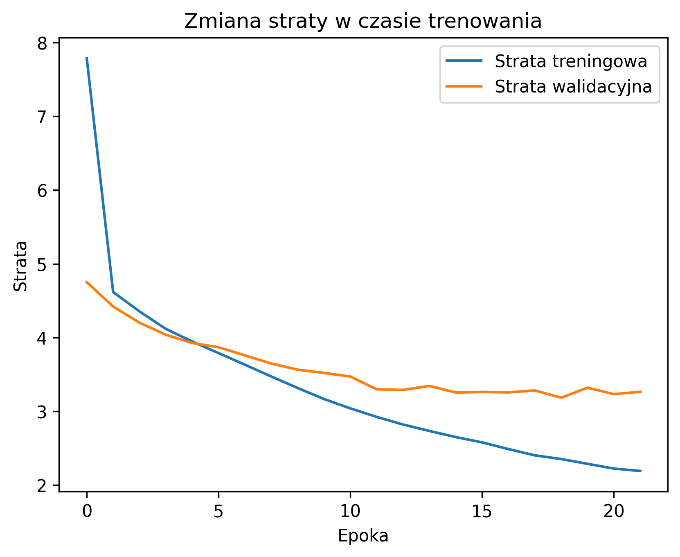 Zmiana straty w czasie trenowania
Strata treningowa
Strata walidacyjna
8
7
6
5
4
3
2
Strata
0
5
10
15
20
Epoka